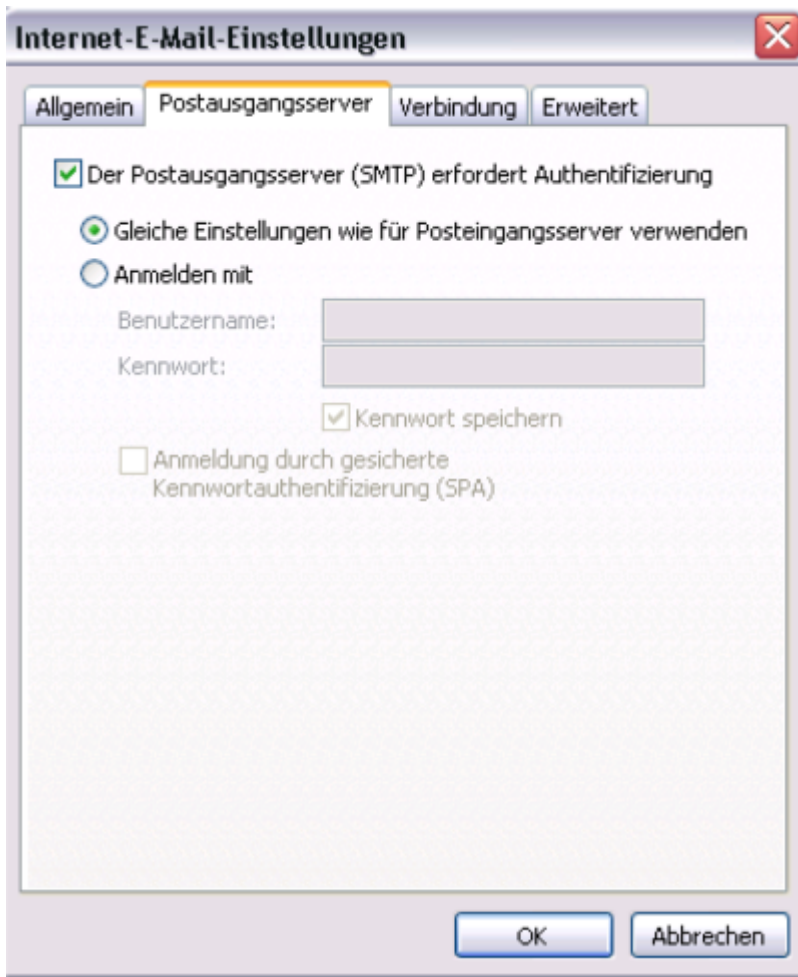 Internet-E-Mail-Einstellungen
Allgemein Postausgangsserver Verbindung Erweitert
Der Postausgangsserver (SMTP) erfordert Authentifizierung
Gleiche Einstellungen wie für Posteingangsserver verwenden
Anmelden mit
Benutzername:
Kennwort:
Kennwort speichern
Anmeldung durch gesicherte
Kennwortauthentifizierung (SPA)
OK Abbrechen